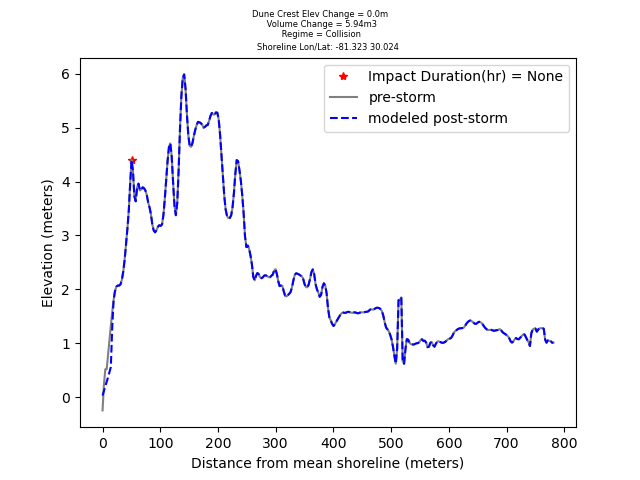 Dune Crest Elev Change = 0.0m
Volume Change = 5.94m3
Regime = Collision
Shoreline Lon/Lat: -81.323 30.024
Impact Duration(hr) = None
pre-storm
modeled post-storm
6
5
4
3
2
1
0
Elevation (meters)
0 100 200 300 400 500 600 700 800
Distance from mean shoreline (meters)